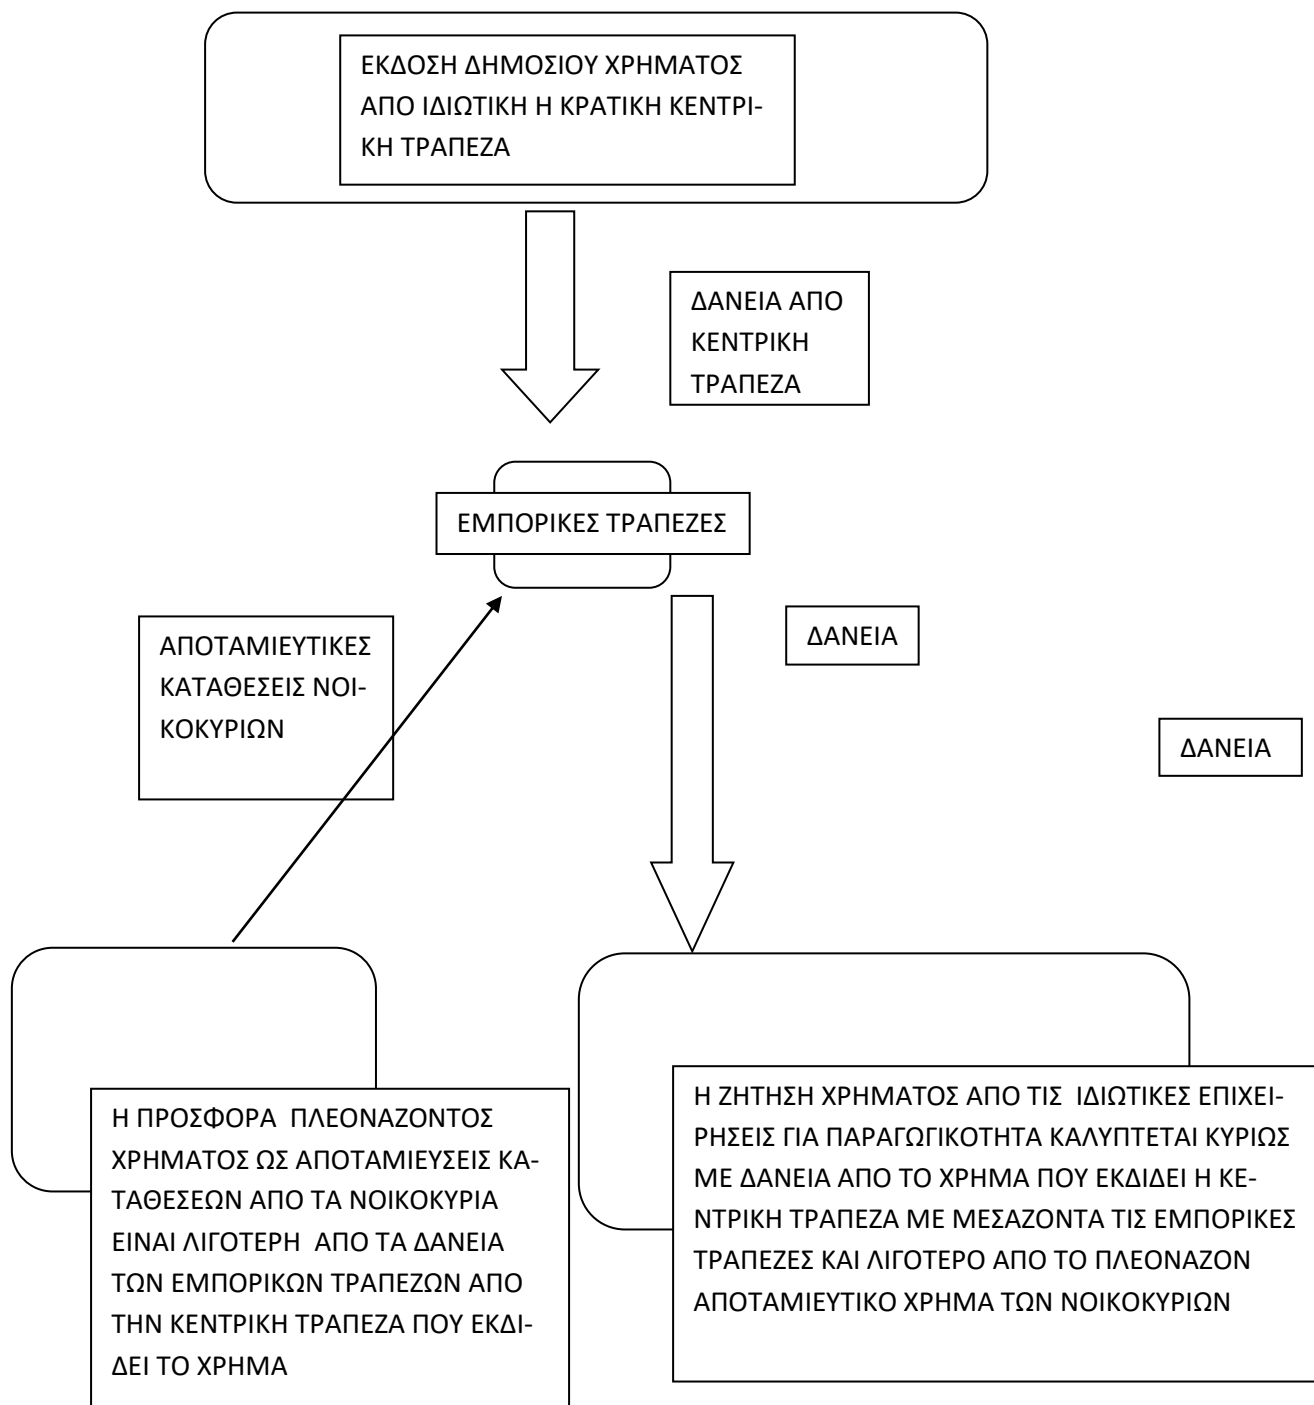 ΕΚΔΟΣΗ ΔΗΜΟΣΙΟΥ ΧΡΗΜΑΤΟΣ
ΑΠΟ ΙΔΙΩΤΙΚΗ Η ΚΡΑΤΙΚΗ ΚΕΝΤΡΙ-
ΚΗ ΤΡΑΠΕΖΑ
ΔΑΝΕΙΑ ΑΠΟ
ΚΕΝΤΡΙΚΗ
ΤΡΑΠΕΖΑ
ΕΜΠΟΡΙΚΕΣ ΤΡΑΠΕΖΕΣ
ΑΠΟΤΑΜΙΕΥΤΙΚΕΣ
ΚΑΤΑΘΕΣΕΙΣ ΝΟΙ-
ΚΟΚΥΡΙΩΝ
ΔΑΝΕΙΑ
ΔΑΝΕΙΑ
Η ΠΡΟΣΦΟΡΑ ΠΛΕΟΝΑΖΟΝΤΟΣ
ΧΡΗΜΑΤΟΣ ΩΣ ΑΠΟΤΑΜΙΕΥΣΕΙΣ ΚΑ-
ΤΑΘΕΣΕΩΝ ΑΠΟ ΤΑ ΝΟΙΚΟΚΥΡΙΑ
ΕΙΝΑΙ ΛΙΓΟΤΕΡΗ ΑΠΟ ΤΑ ΔΑΝΕΙΑ
ΤΩΝ ΕΜΠΟΡΙΚΩΝ ΤΡΑΠΕΖΩΝ ΑΠΟ
ΤΗΝ ΚΕΝΤΡΙΚΗ ΤΡΑΠΕΖΑ ΠΟΥ ΕΚΔΙ-
ΔΕΙ ΤΟ ΧΡΗΜΑ
Η ΖΗΤΗΣΗ ΧΡΗΜΑΤΟΣ ΑΠΟ ΤΙΣ ΙΔΙΩΤΙΚΕΣ ΕΠΙΧΕΙ-
ΡΗΣΕΙΣ ΓΙΑ ΠΑΡΑΓΩΓΙΚΟΤΗΤΑ ΚΑΛΥΠΤΕΤΑΙ ΚΥΡΙΩΣ
ΜΕ ΔΑΝΕΙΑ ΑΠΟ ΤΟ ΧΡΗΜΑ ΠΟΥ ΕΚΔΙΔΕΙ Η ΚΕ-
ΝΤΡΙΚΗ ΤΡΑΠΕΖΑ ΜΕ ΜΕΣΑΖΟΝΤΑ ΤΙΣ ΕΜΠΟΡΙΚΕΣ
ΤΡΑΠΕΖΕΣ ΚΑΙ ΛΙΓΟΤΕΡΟ ΑΠΟ ΤΟ ΠΛΕΟΝΑΖΟΝ
ΑΠΟΤΑΜΙΕΥΤΙΚΟ ΧΡΗΜΑ ΤΩΝ ΝΟΙΚΟΚΥΡΙΩΝ